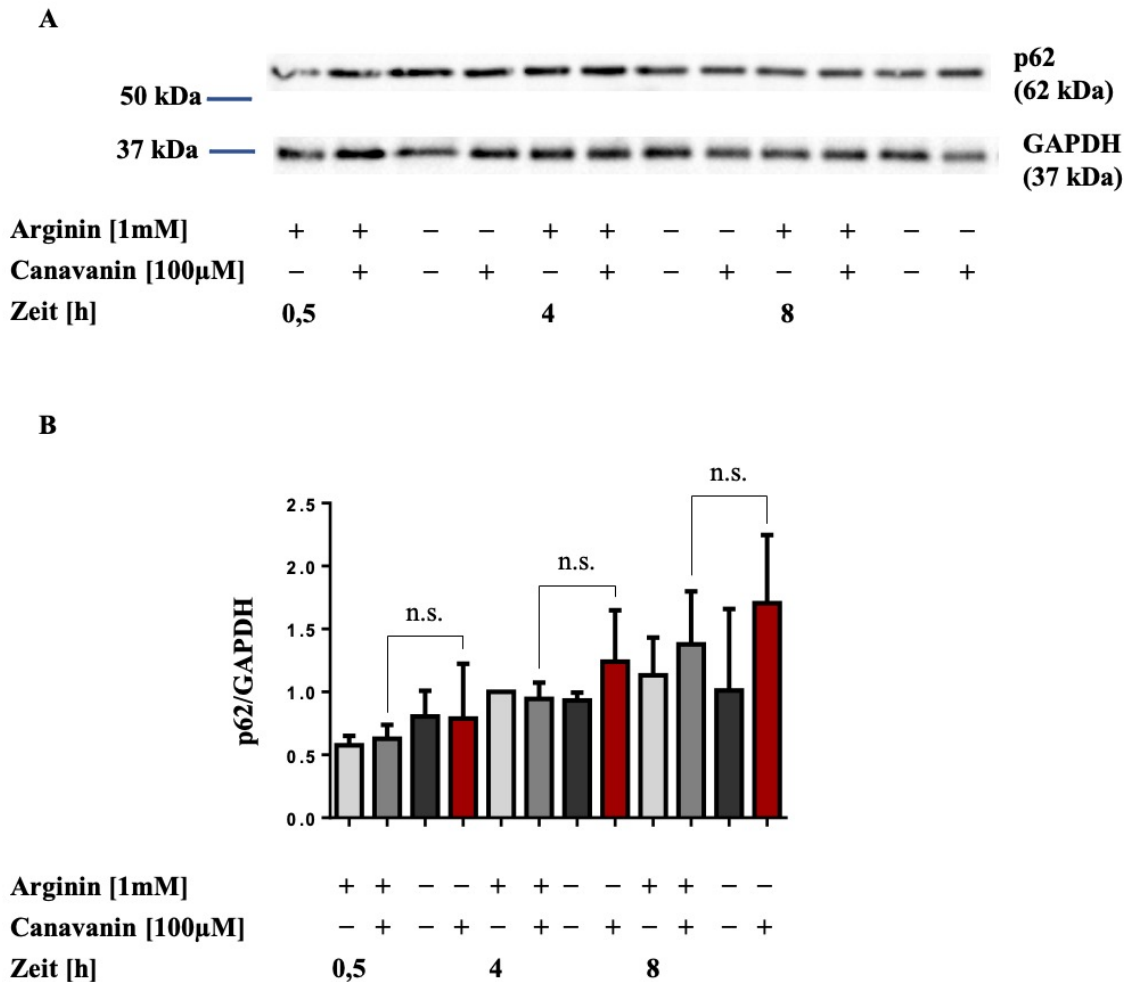 A
p62
(62 kDa)
50 kDa
37 kDa
GAPDH
(37 kDa)
Arginin [1mM] + + − − + + − − + + − −
Canavanin [100µM] − + − + − + − + − + − +
Zeit [h] 0,5 4 8
B
n.s.
n.s.
n.s.
2.5
2.0
1.5
1.0
0.5
0.0
p62/GAPDH
Arginin [1mM] + + − − + + − − + + − −
Canavanin [100µM] − + − + − + − + − + − +
Zeit [h] 0,5 4 8